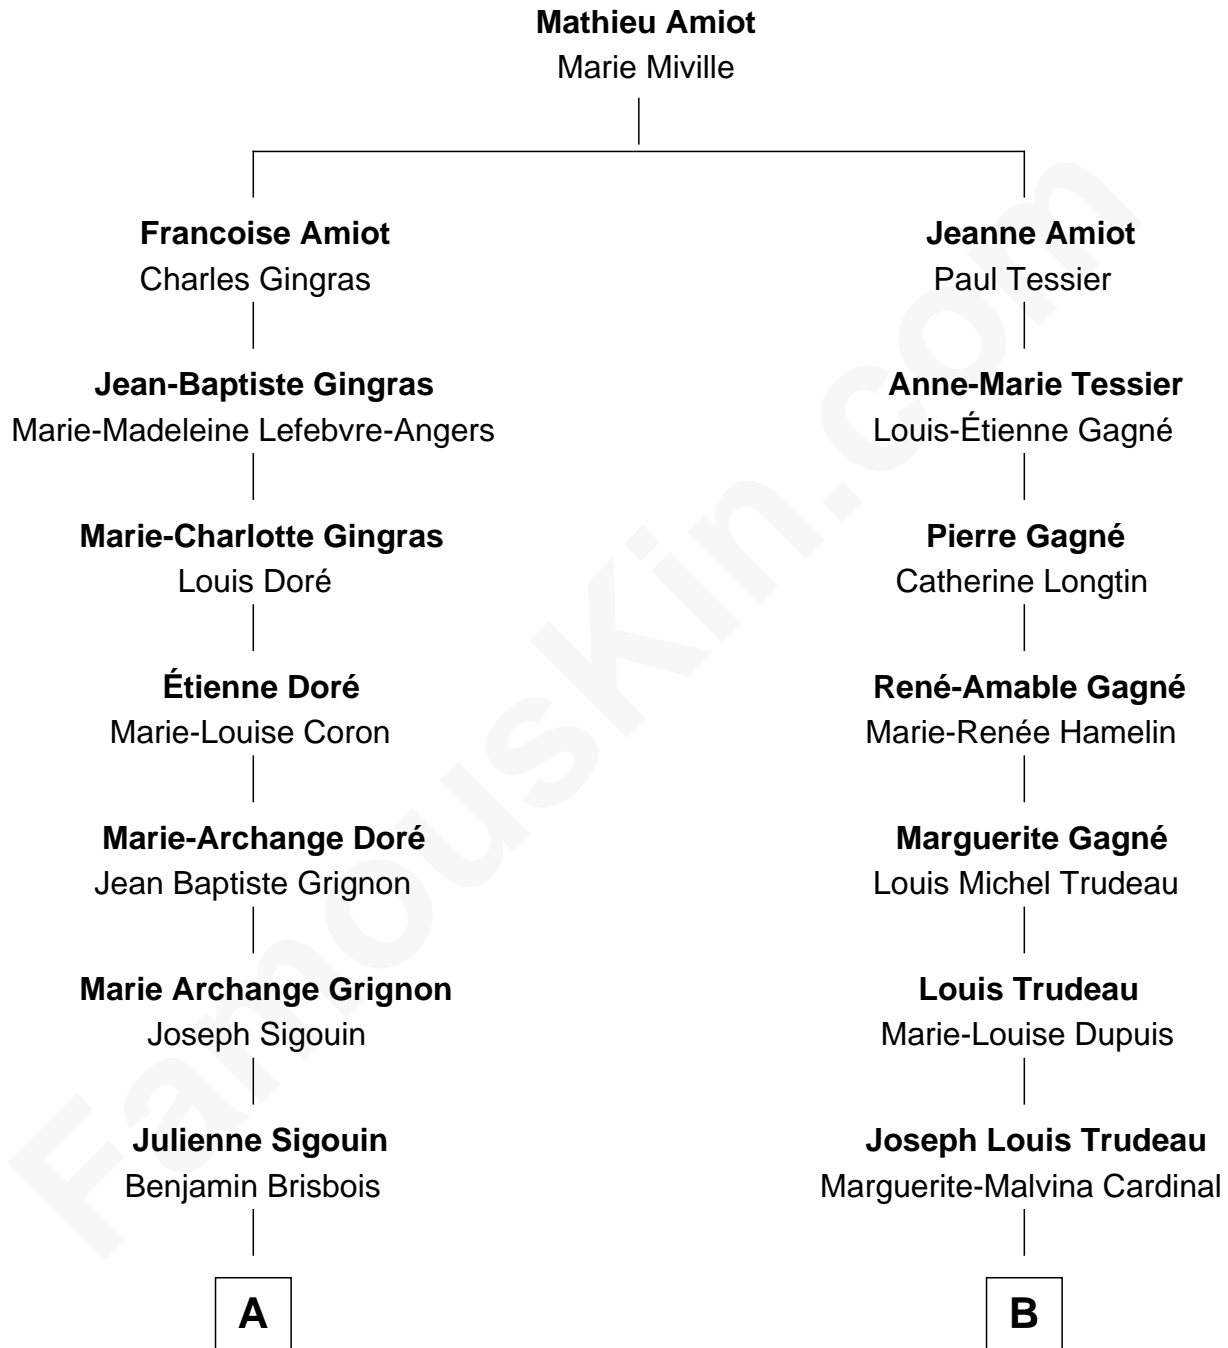 Mathieu Amiot
Marie Miville
Francoise Amiot
Charles Gingras
Jean-Baptiste Gingras
Marie-Madeleine Lefebvre-Angers
Marie-Charlotte Gingras
Louis Doré
Étienne Doré
Marie-Louise Coron
Marie-Archange Doré
Jean Baptiste Grignon
Marie Archange Grignon
Joseph Sigouin
Julienne Sigouin
Benjamin Brisbois
A
Jeanne Amiot
Paul Tessier
Anne-Marie Tessier
Louis-Étienne Gagné
Pierre Gagné
Catherine Longtin
René-Amable Gagné
Marie-Renée Hamelin
Marguerite Gagné
Louis Michel Trudeau
Louis Trudeau
Marie-Louise Dupuis
Joseph Louis Trudeau
Marguerite-Malvina Cardinal
B
FamousKin.com